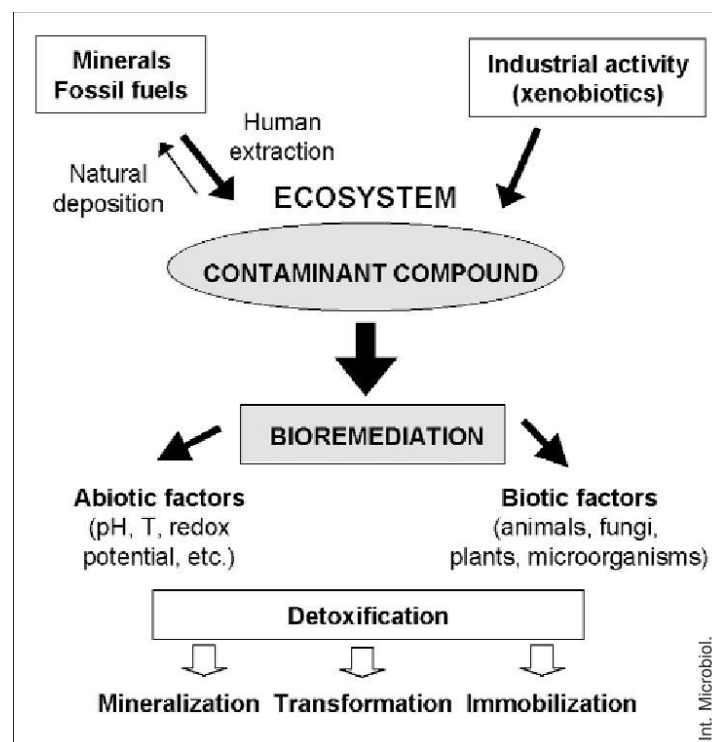 Minerals
Fossil fuels
Industrial activity
(xenobiotics)
Human
extraction
Natural
deposition
ECOSYSTEM
CONTAMINANT COMPOUND
BIOREMEDIATION
Abiotic factors
(pH, T, redox
potential, etc.)
Biotic factors
(animals, fungi,
plants, microorganisms)
Detoxification
Mineralization
Transformation
Immobilization
Int. Microbiol.